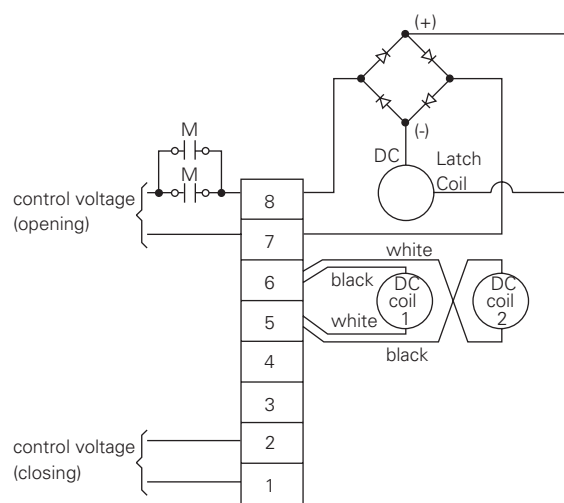 (+)
(-)
DC
Latch
Coil
M
M
control voltage
(opening)
8
7
6
5
4
3
2
1
white
black
DC
coil
1
white
black
DC
coil
2
control voltage
(closing)